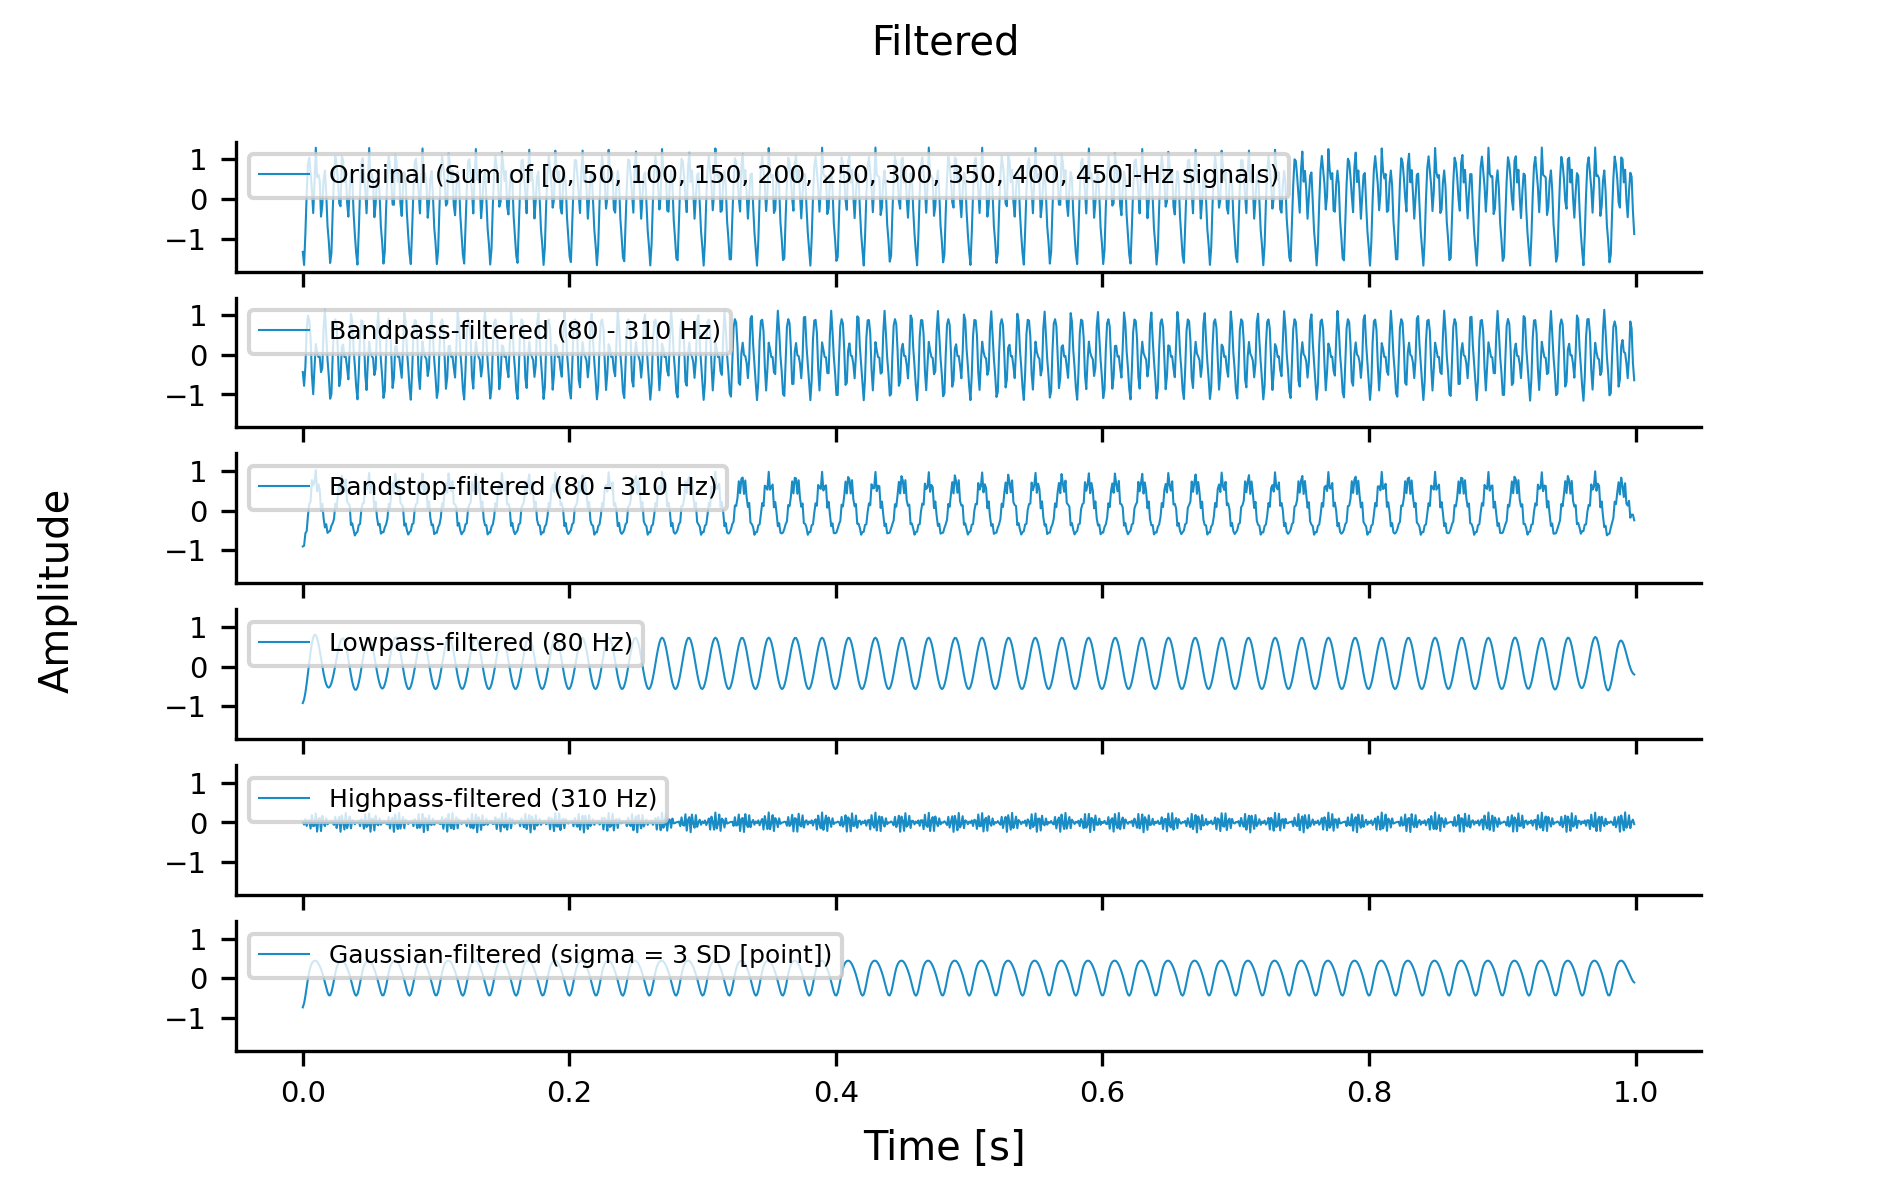 Filtered
Amplitude
1
0
−1
Original (Sum of [0, 50, 100, 150, 200, 250, 300, 350, 400, 450]-Hz signals)
1
0
−1
Bandpass-filtered (80 - 310 Hz)
1
0
−1
Bandstop-filtered (80 - 310 Hz)
1
0
−1
Lowpass-filtered (80 Hz)
1
0
−1
Highpass-filtered (310 Hz)
1
0
−1
Gaussian-filtered (sigma = 3 SD [point])
0.0 0.2 0.4 0.6 0.8 1.0
Time [s]